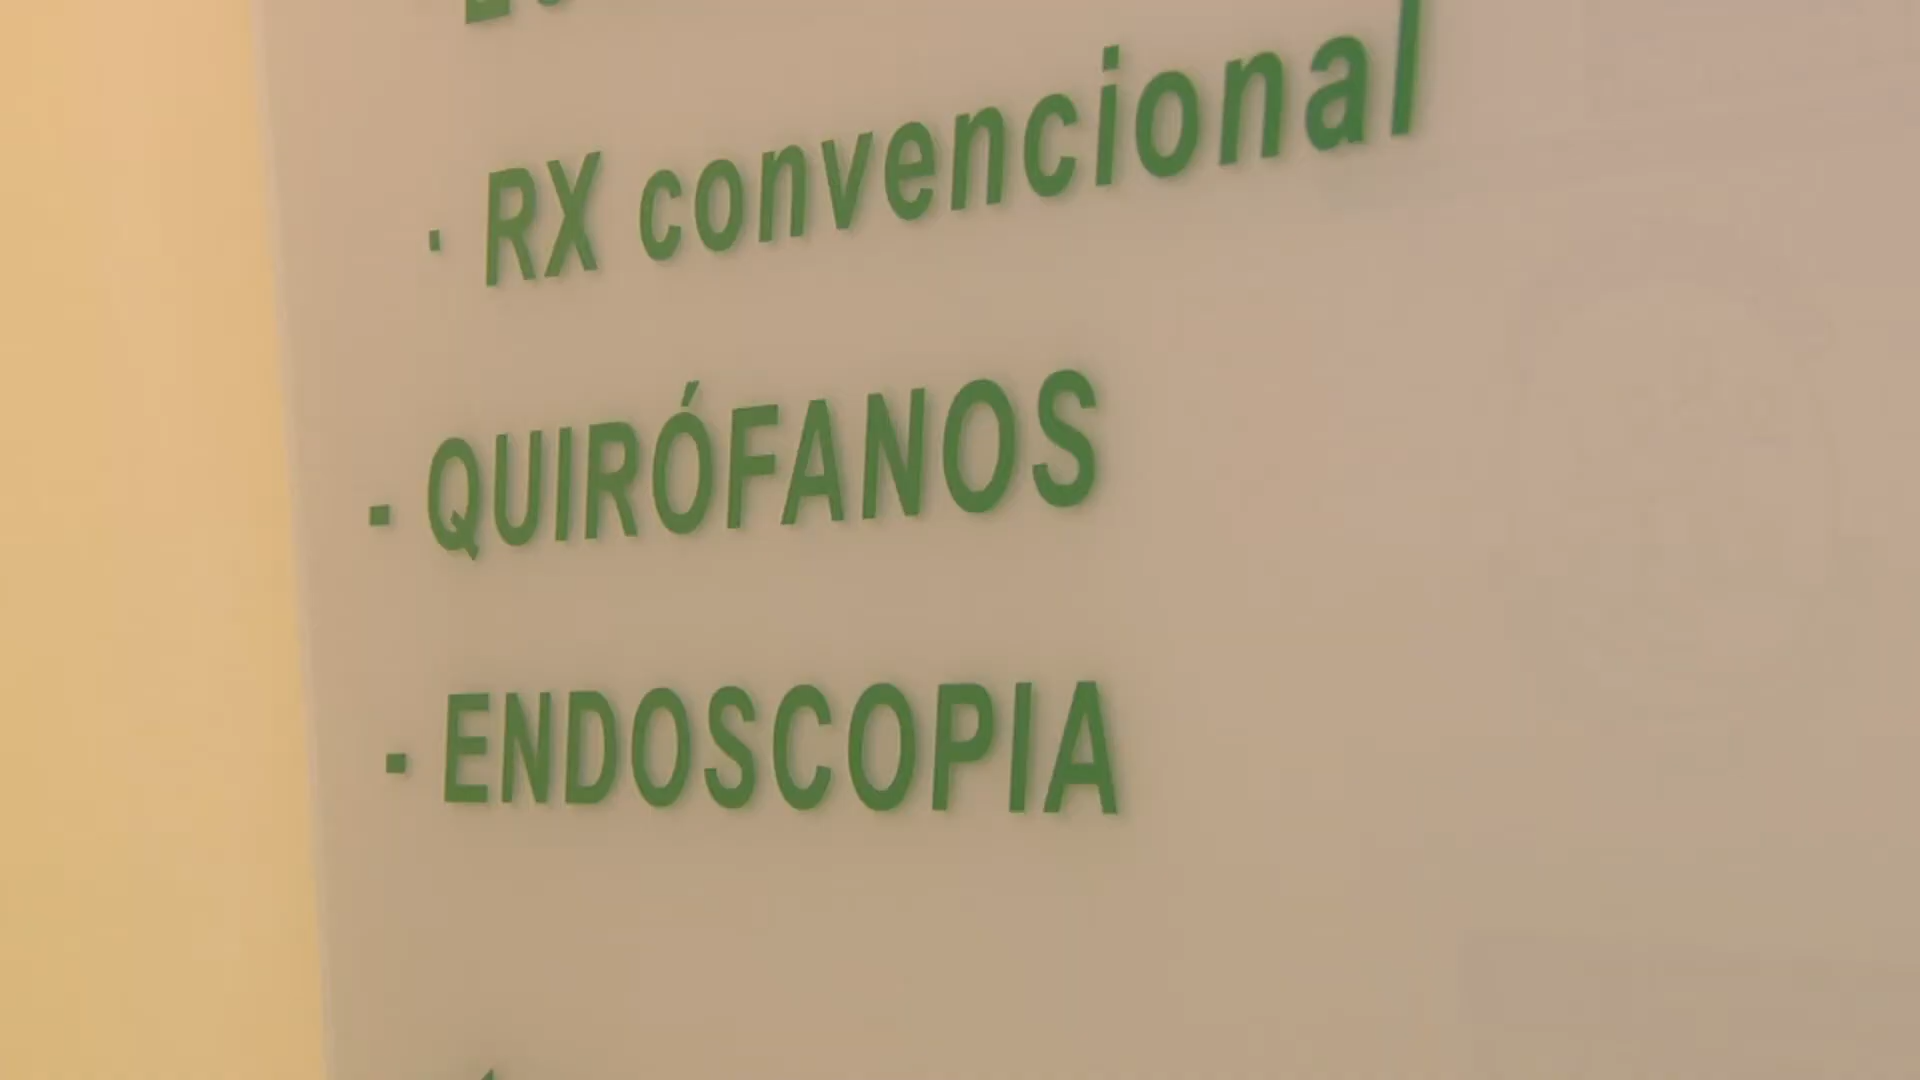 · RX convencional
- QUIRÓFANOS
- ENDOSCOPIA